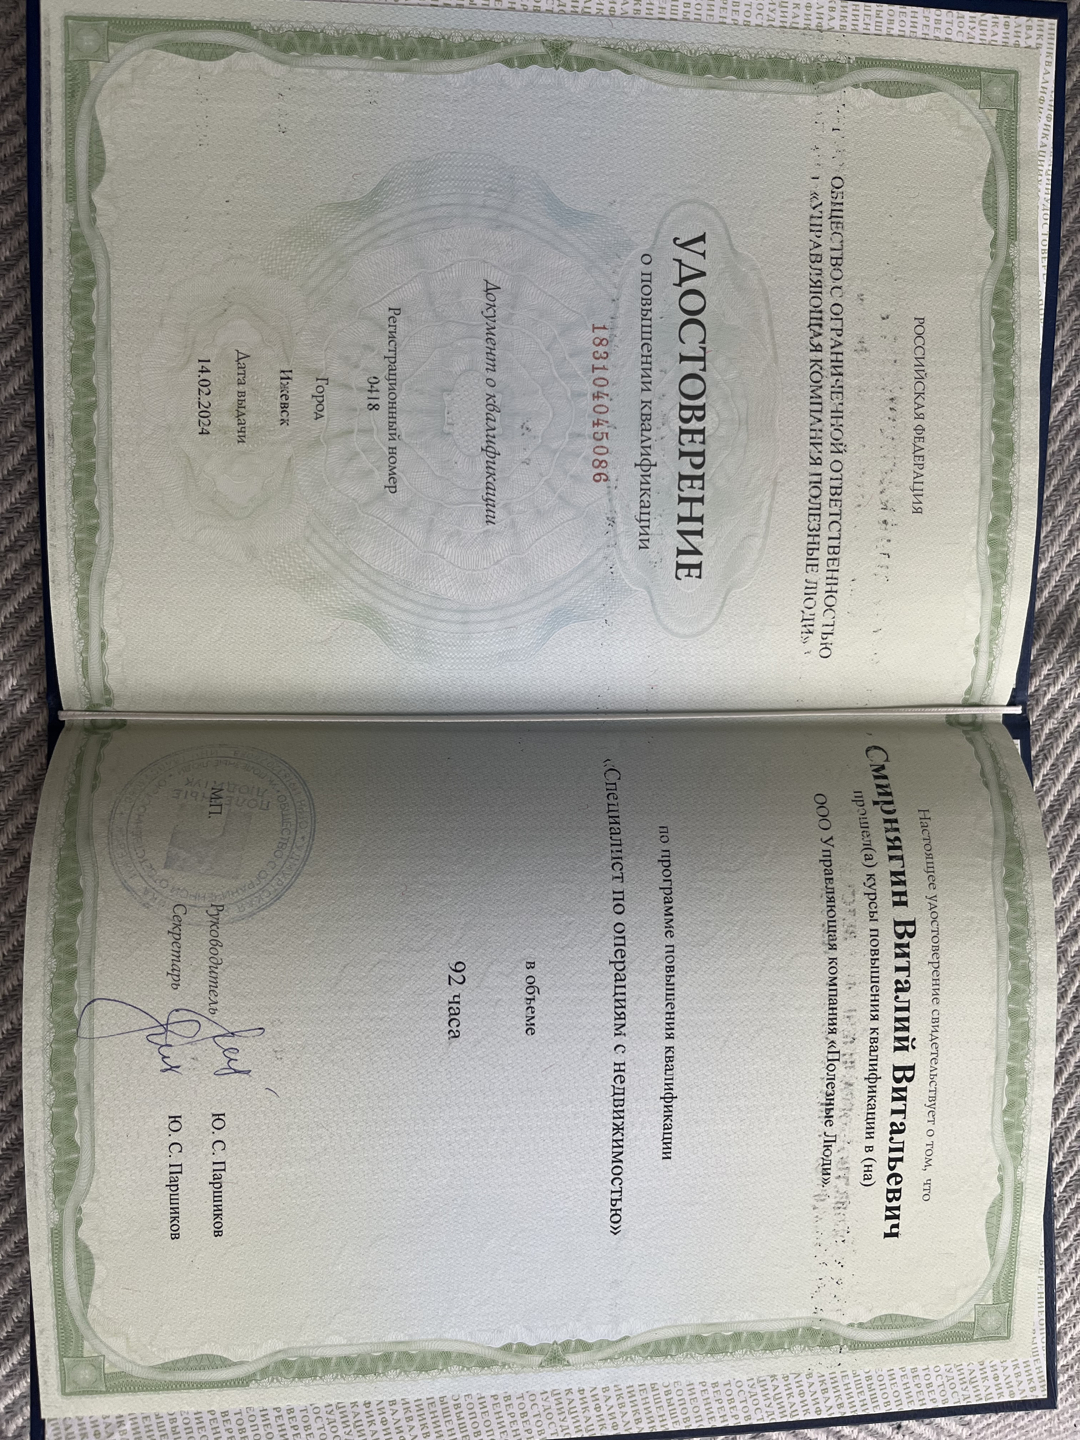 РОССИЙСКАЯ ФЕДЕРАЦИЯ
ОБЩЕСТВО С ОГРАНИЧЕННОЙ ОТВЕТСТВЕННОСТЬЮ
«УПРАВЛЯЮЩАЯ КОМПАНИЯ ПОЛЕЗНЫЕ ЛЮДИ»
УДОСТОВЕРЕНИЕ
о повышении квалификации
183104045086
Документ о квалификации
Регистрационный номер
0418
Город
Ижевск
Дата выдачи
14.02.2024
Настоящее удостоверение свидетельствует о том, что
Смирнягин Виталий Витальевич
прошел(а) курсы повышения квалификации в (на)
ООО Управляющая компания «Полезные Люди».
по программе повышения квалификации
«Специалист по операциям с недвижимостью»
в объеме
92 часа
М.П.
Руководитель Ю. С. Паршиков
Секретарь Ю. С. Паршиков